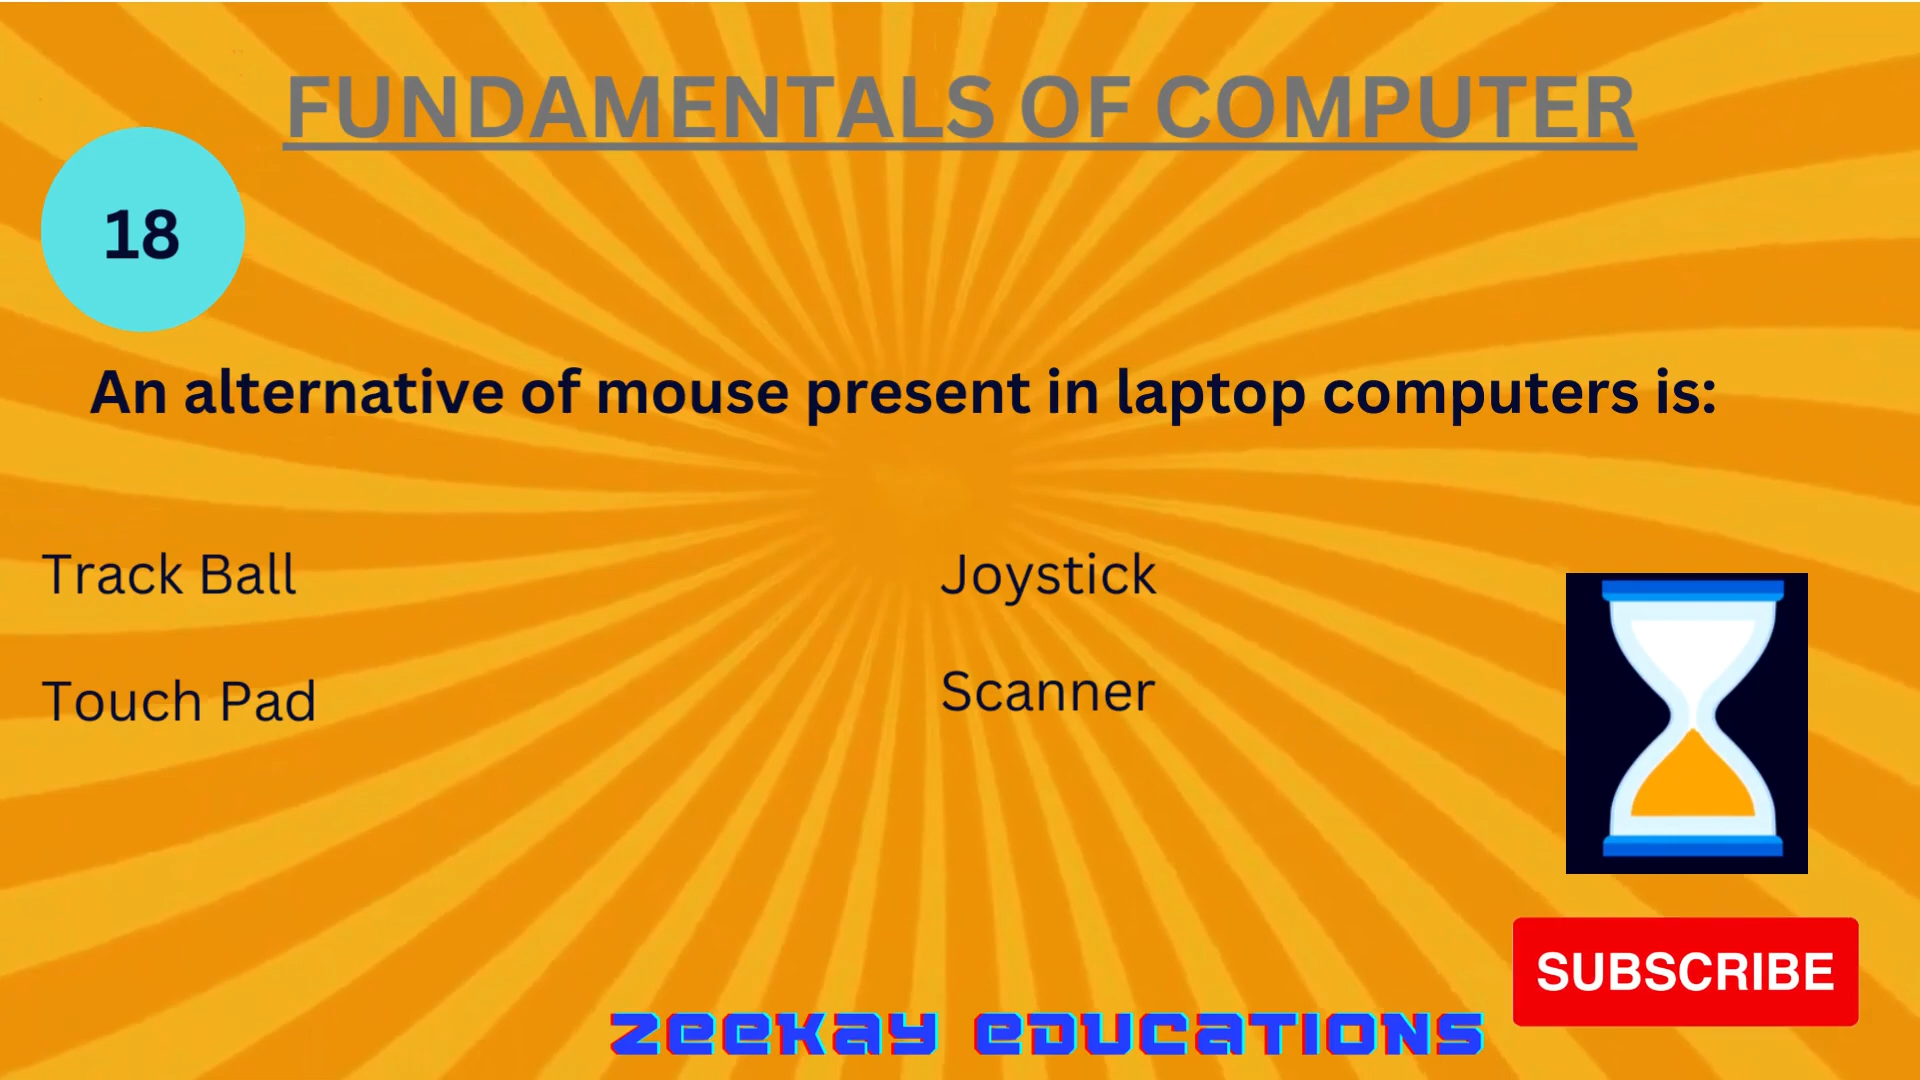 FUNDAMENTALS OF COMPUTER
18
An alternative of mouse present in laptop computers is:
Track Ball
Joystick
Touch Pad
Scanner
SUBSCRIBE
ZEEKAY EDUCATIONS